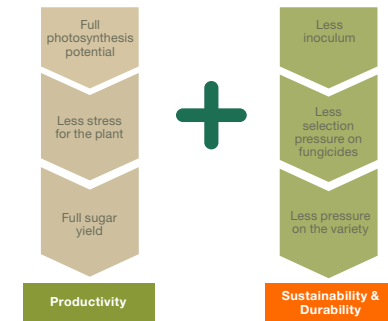 Full
photosynthesis
potential
Less stress
for the plant
Full sugar
yield
Productivity
Less
inoculum
Less
selection
pressure on
fungicides
Less pressure
on the variety
Sustainability &
Durability